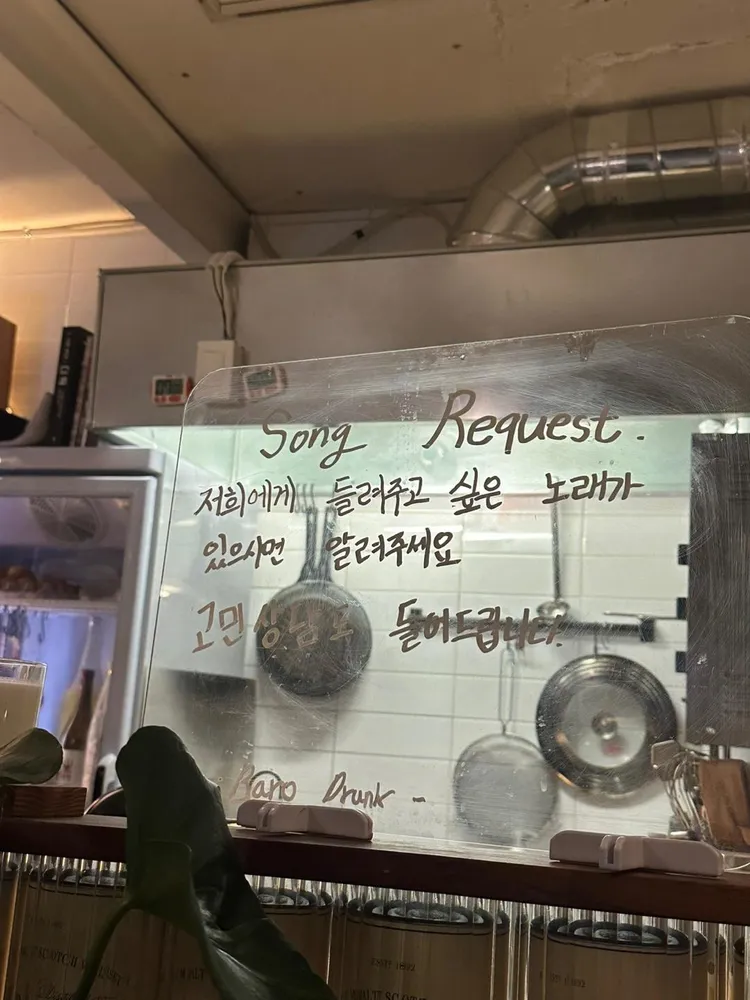 Song Request.
저희에게 들려주고 싶은 노래가
있으시면 알려주세요
고민상담도 들어드립니다.
Drunk -